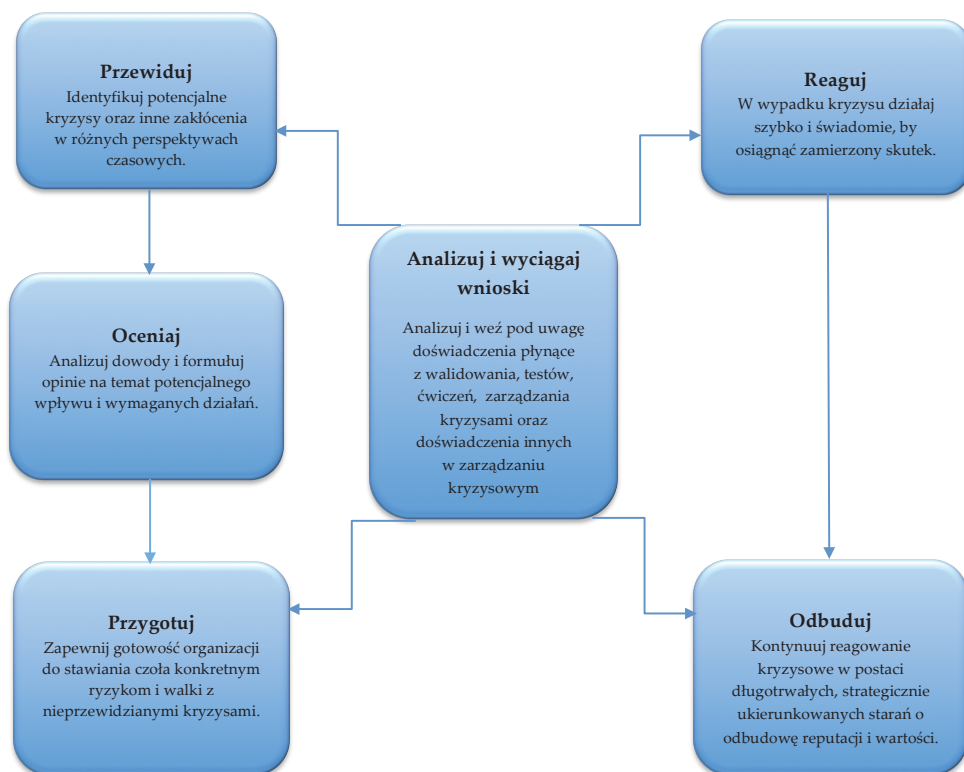 Przewiduj
Identyfikuj potencjalne
kryzysy oraz inne zakłócenia
w różnych perspektywach
czasowych.
Oceniaj
Analizuj dowody i formułuj
opinie na temat potencjalnego
wpływu i wymaganych działań.
Przygotuj
Zapewnij gotowość organizacji
do stawiania czoła konkretnym
ryzykom i walki z
nieprzewidzianymi kryzysami.
Analizuj i wyciągaj
wnioski
Analizuj i weź pod uwagę
doświadczenia płynące
z walidowania, testów,
ćwiczeń, zarządzania
kryzysami oraz
doświadczenia innych
w zarządzaniu
kryzysowym
Reaguj
W wypadku kryzysu działaj
szybko i świadomie, by
osiągnąć zamierzony skutek.
Odbuduj
Kontynuuj reagowanie
kryzysowe w postaci
długotrwałych, strategicznie
ukierunkowanych starań o
odbudowę reputacji i wartości.